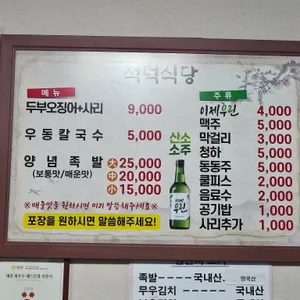 적덕식당
메뉴
두부오징어+사리 9,000
우동칼국수 5,000
양념족발 大 25,000
(보통맛/매운맛) 中 20,000
小 15,000
※매운맛을 원하시면 미리 말씀해주세요※
포장을 원하시면 말씀해주세요!
산소
소주
주류
이제우린 4,000
맥주 5,000
막걸리 3,000
청하 5,000
동동주 5,000
쿨피스 2,000
음료수 2,000
공기밥 1,000
사리추가 1,000
족발----국내산.
무우김치----국내산